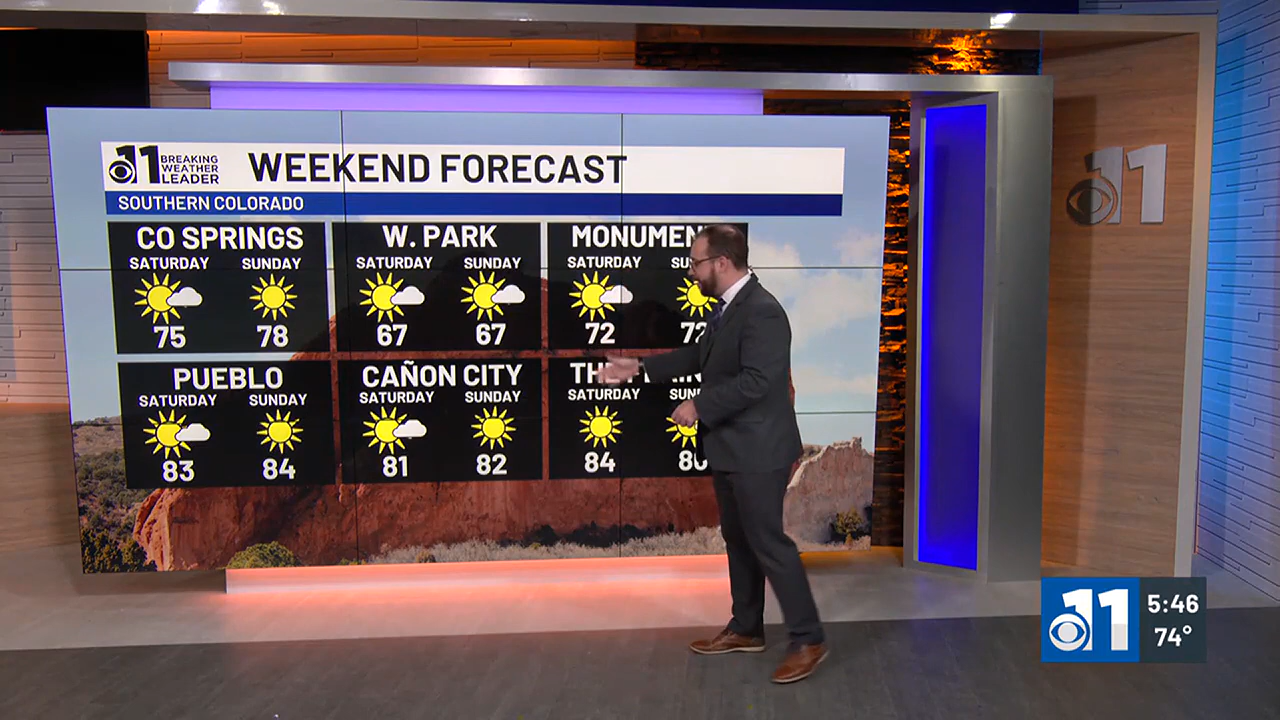 11 BREAKING WEATHER LEADER
WEEKEND FORECAST
SOUTHERN COLORADO
CO SPRINGS
SATURDAY SUNDAY
75 78
W. PARK
SATURDAY SUNDAY
67 67
SATURDAY
72
PUEBLO
SATURDAY SUNDAY
83 84
CAÑON CITY
SATURDAY SUNDAY
81 82
SATURDAY
84
11
11
5:46
74°